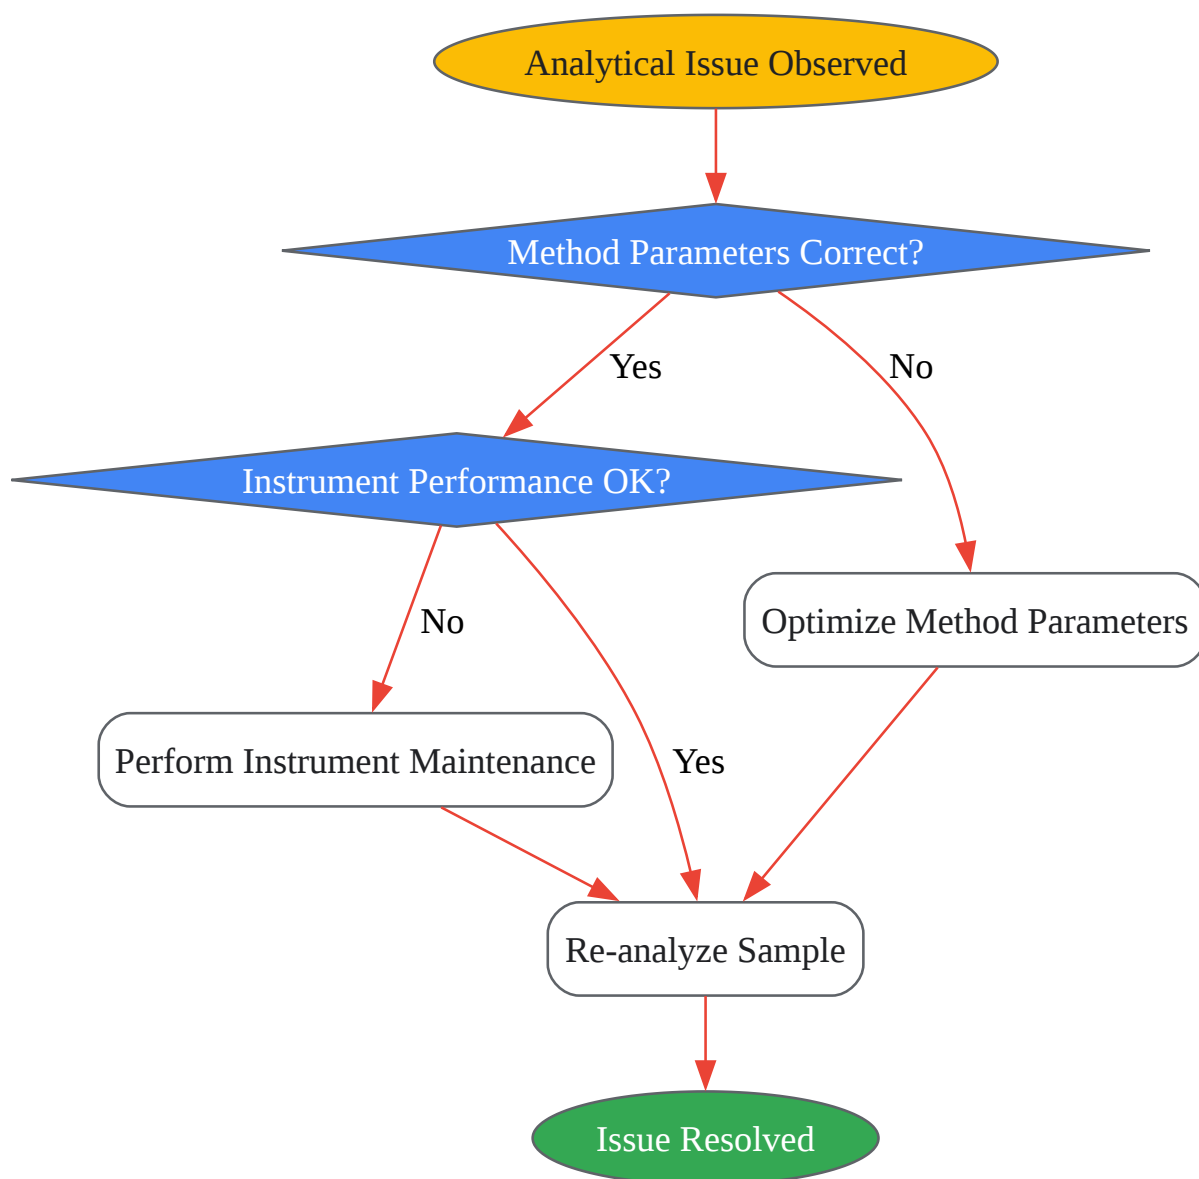 Analytical Issue Observed
Method Parameters Correct?
Yes
No
Instrument Performance OK?
No
Optimize Method Parameters
Perform Instrument Maintenance
Yes
Re-analyze Sample
Issue Resolved